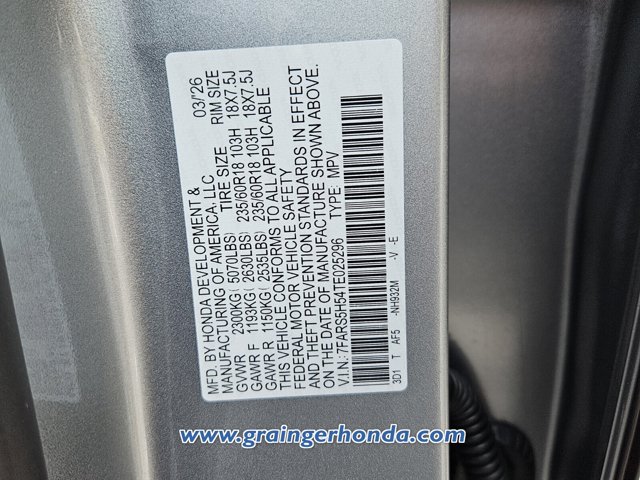 MFD. BY HONDA DEVELOPMENT & 03/'26
MANUFACTURING OF AMERICA, LLC
TIRE SIZE RIM SIZE
GVWR 2300KG( 5070LBS) 235/60R18 103H 18X7.5J
GAWR F 1193KG( 2630LBS) 235/60R18 103H 18X7.5J
GAWR R 1150KG( 2535LBS)
THIS VEHICLE CONFORMS TO ALL APPLICABLE
FEDERAL MOTOR VEHICLE SAFETY
AND THEFT PREVENTION STANDARDS IN EFFECT
ON THE DATE OF MANUFACTURE SHOWN ABOVE.
V.I.N.: 7FARS5H54TE025296 TYPE: MPV
3D1 T AF5 -NH932M -V -E
www.graingerhonda.com